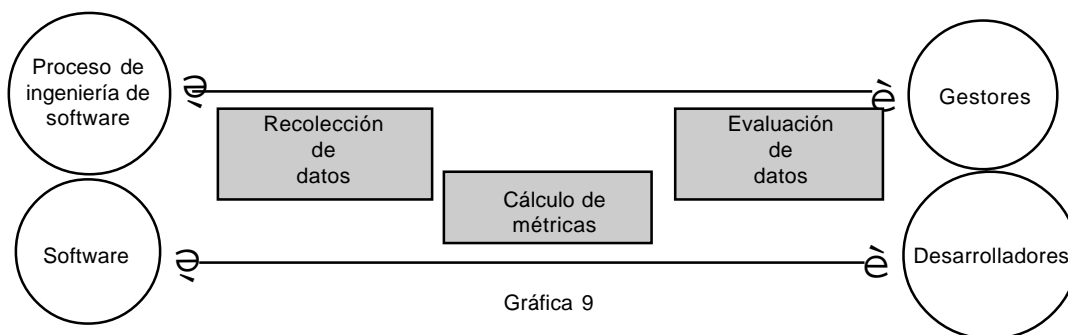 Proceso de
ingeniería de
software
é
è
Gestores
Recolección
de
datos
Evaluación
de
datos
Cálculo de
métricas
Software
é
è
Desarrolladores
Gráfica 9